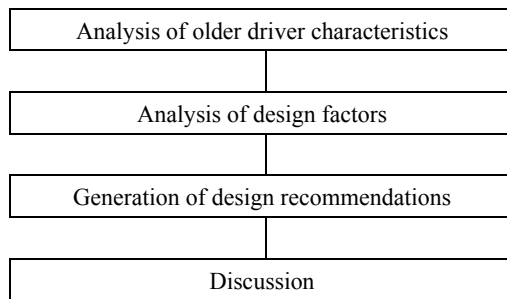 Analysis of older driver characteristics
Analysis of design factors
Generation of design recommendations
Discussion